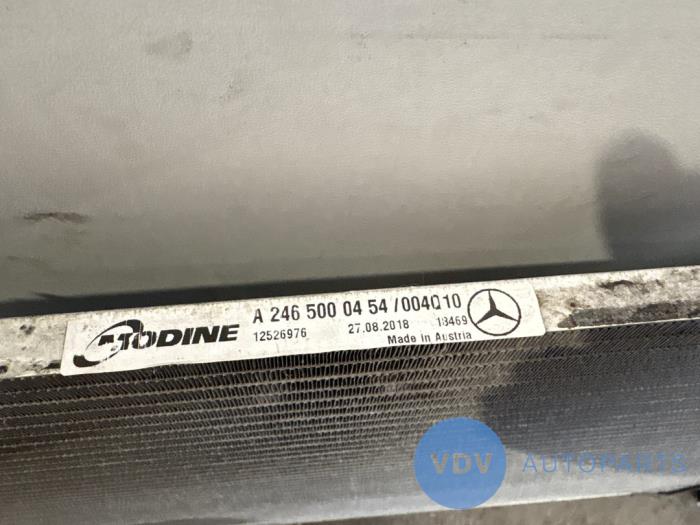 MODINE
A 246 500 04 54 /004Q10
12526976 27.08.2018 18469
Made in Austria
VDV AUTOPARTS